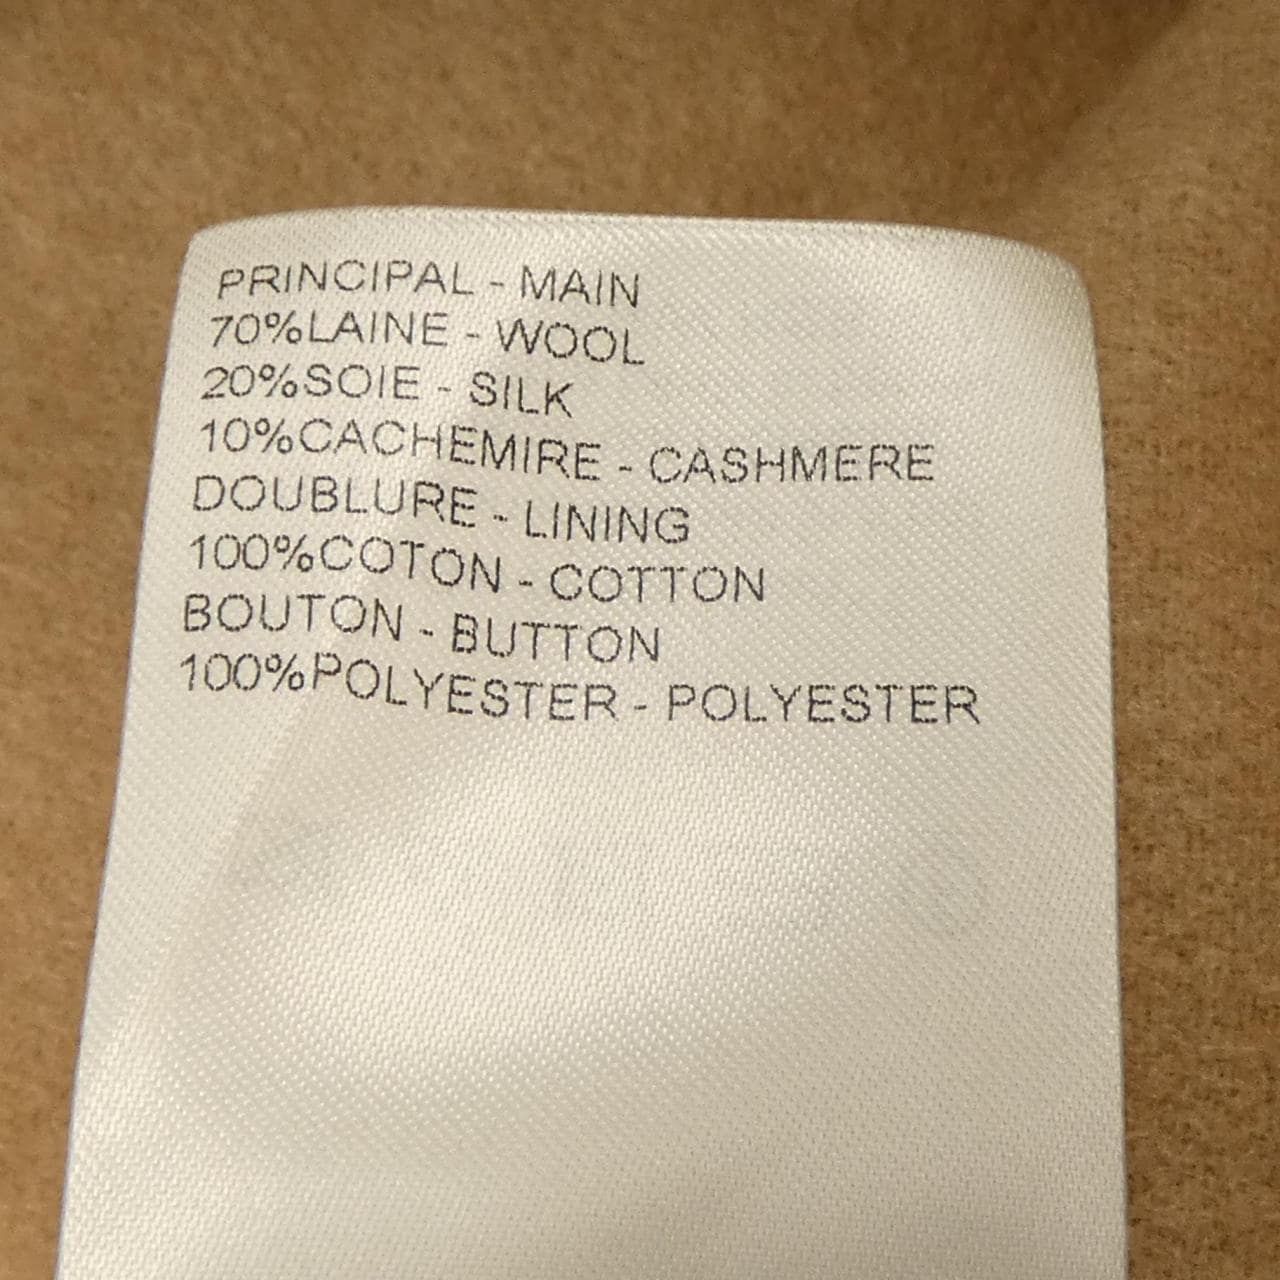 PRINCIPAL - MAIN
70%LAINE - WOOL
20%SOIE - SILK
10%CACHEMIRE - CASHMERE
DOUBLURE - LINING
100%COTON - COTTON
BOUTON - BUTTON
100%POLYESTER - POLYESTER